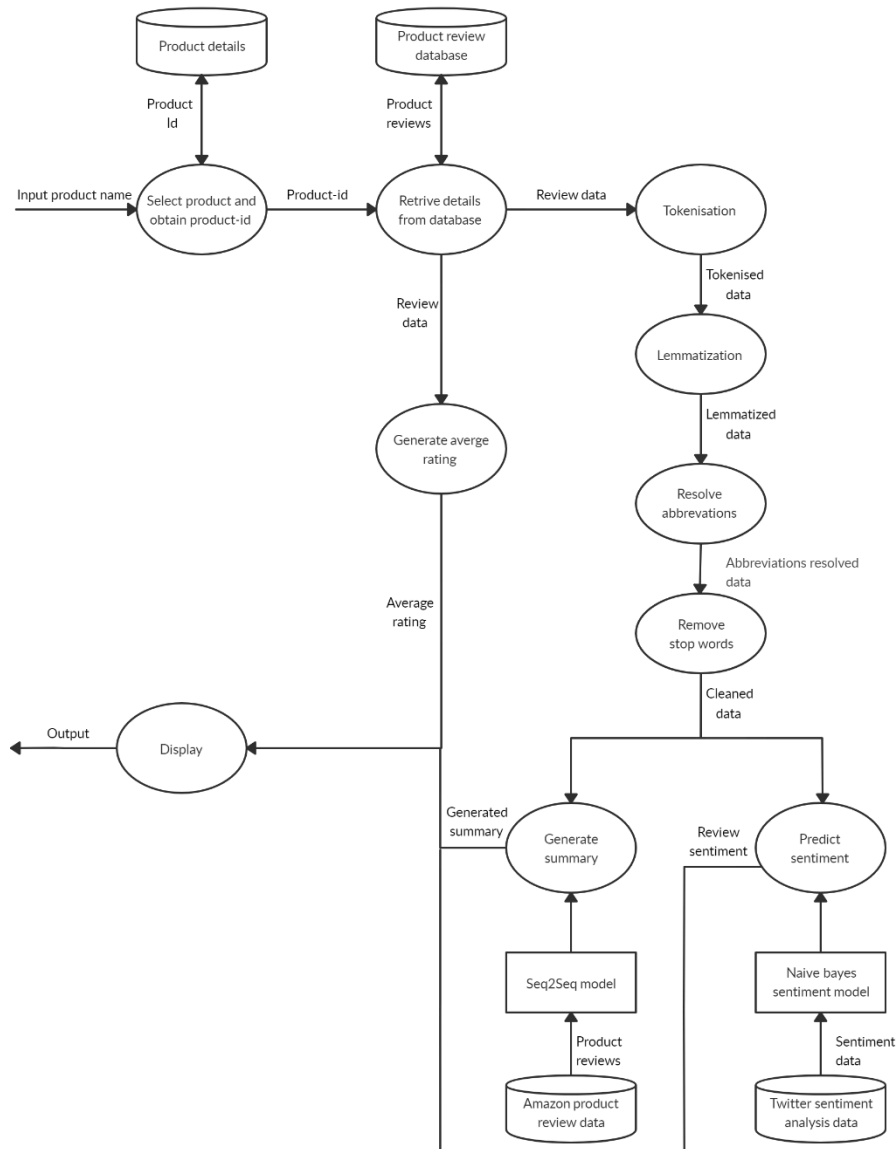 Product details
Product review
database
Product
Id
Product
reviews
Input product name
Select product and
obtain product-id
Product-id
Retrive details
from database
Review data
Tokenisation
Tokenised
data
Review
data
Lemmatization
Lemmatized
data
Generate averge
rating
Resolve
abbrevations
Abbreviations resolved
data
Average
rating
Remove
stop words
Cleaned
data
Output
Display
Generated
summary
Generate
summary
Review
sentiment
Predict
sentiment
Seq2Seq model
Naive bayes
sentiment model
Product
reviews
Sentiment
data
Amazon product
review data
Twitter sentiment
analysis data